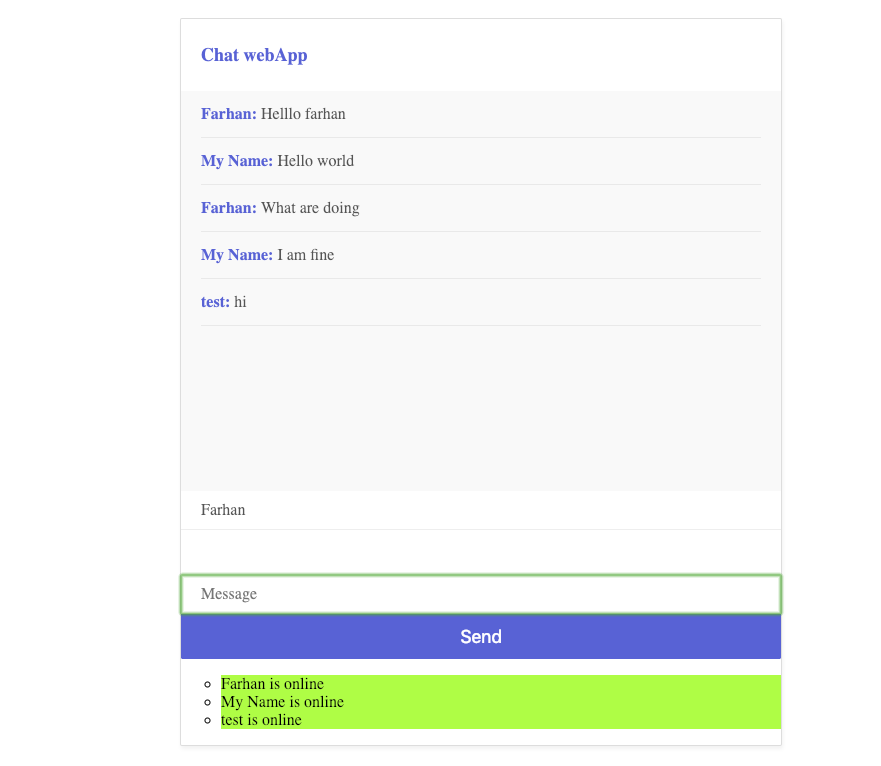 Chat webApp
Farhan: Helllo farhan
My Name: Hello world
Farhan: What are doing
My Name: I am fine
test: hi
Farhan
Message
Send
Farhan is online
My Name is online
test is online